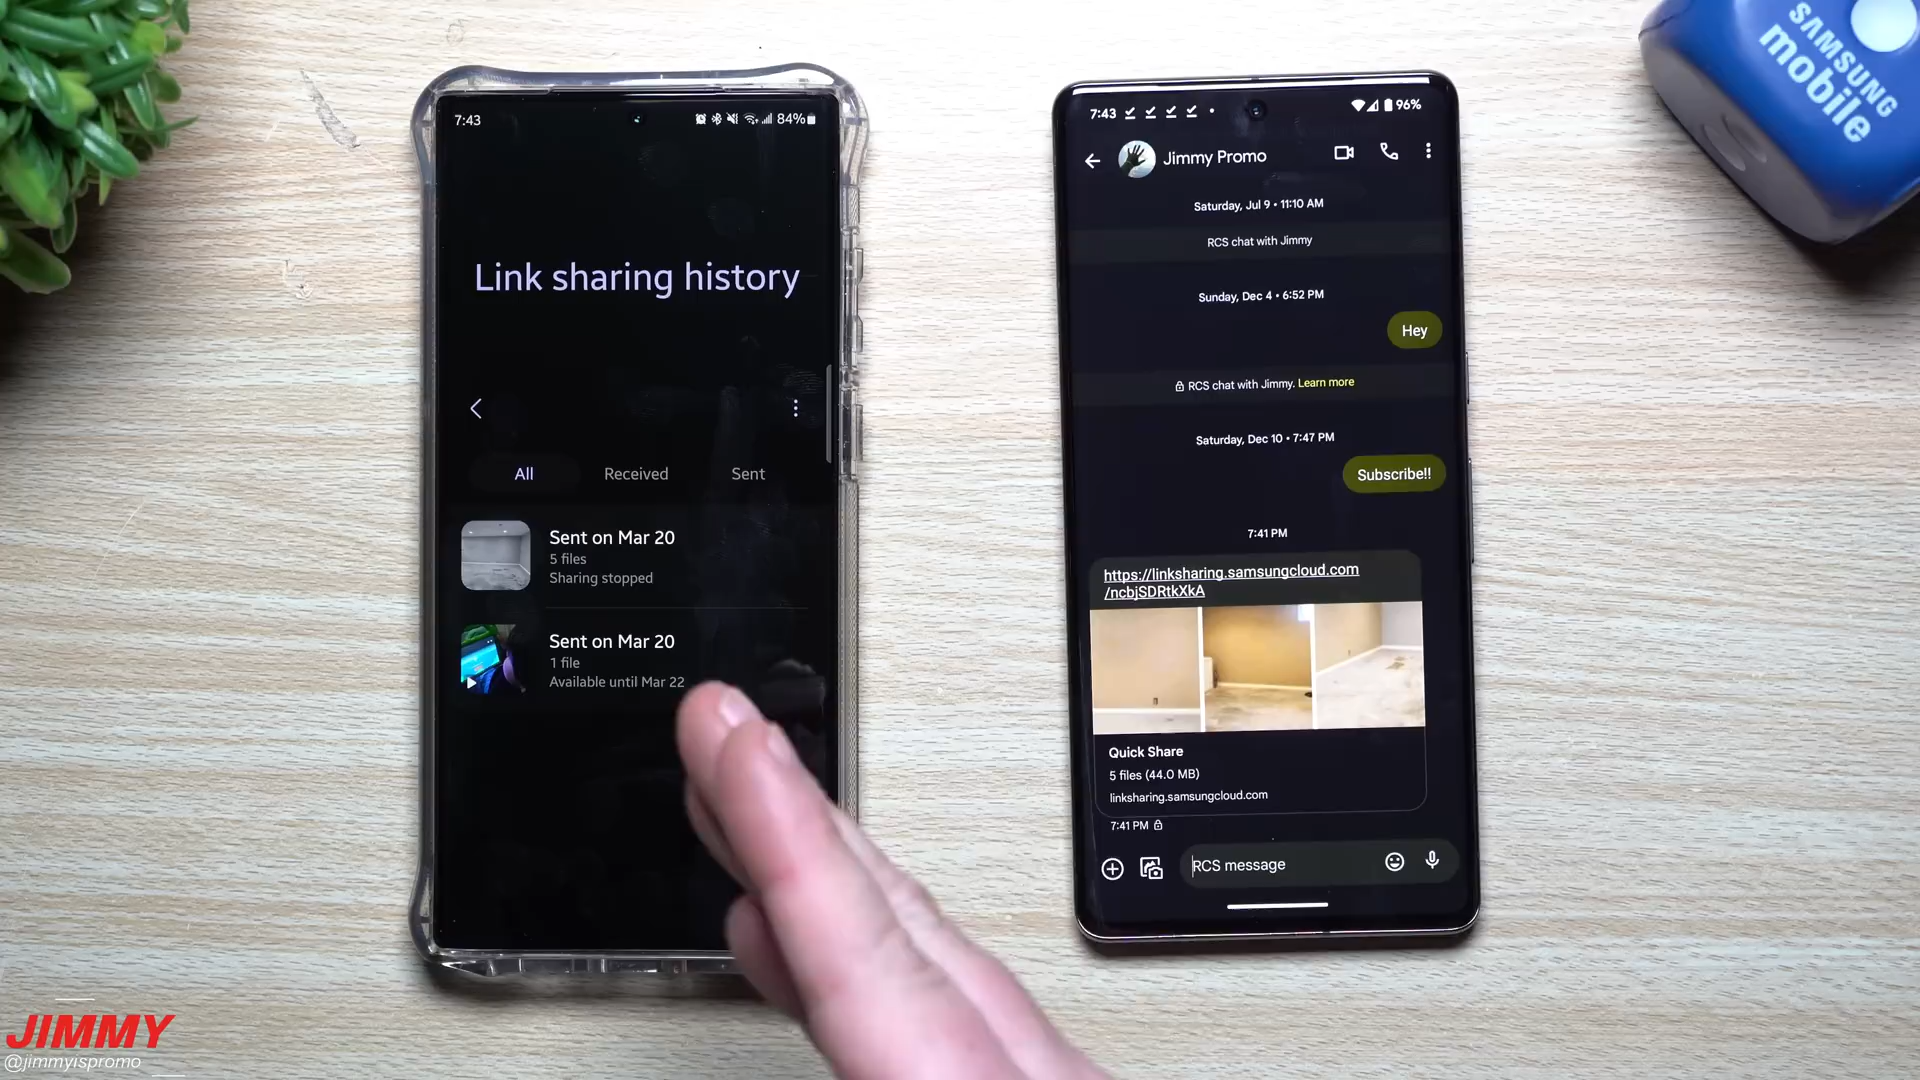 7:43
84%
Link sharing history
All Received Sent
Sent on Mar 20
5 files
Sharing stopped
Sent on Mar 20
1 file
Available until Mar 22
7:43
96%
Jimmy Promo
Saturday, Jul 9 • 11:10 AM
RCS chat with Jimmy
Sunday, Dec 4 • 6:52 PM
Hey
RCS chat with Jimmy. Learn more
Saturday, Dec 10 • 7:47 PM
Subscribe!!
7:41 PM
https://linksharing.samsungcloud.com
/ncbjSDRtkXkA
Quick Share
5 files (44.0 MB)
linksharing.samsungcloud.com
7:41 PM
RCS message
SAMSUNG
mobile
JIMMY
@jimmyispromo